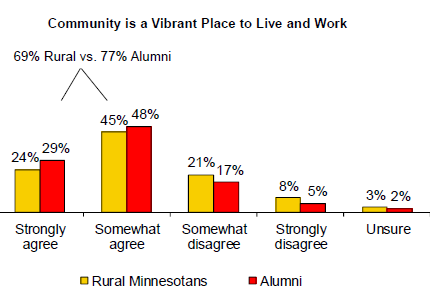 Community is a Vibrant Place to Live and Work
69% Rural vs. 77% Alumni
24% 29% 45% 48% 21% 17% 8% 5% 3% 2%
Strongly agree
Somewhat agree
Somewhat disagree
Strongly disagree
Unsure
Rural Minnesotans Alumni